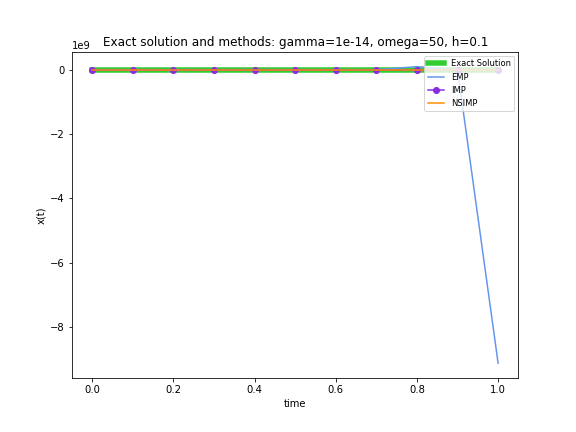 Exact solution and methods: gamma=1e-14, omega=50, h=0.1
1e9
Exact Solution
EMP
IMP
NSIMP
0
−2
−4
−6
−8
x(t)
0.0 0.2 0.4 0.6 0.8 1.0
time